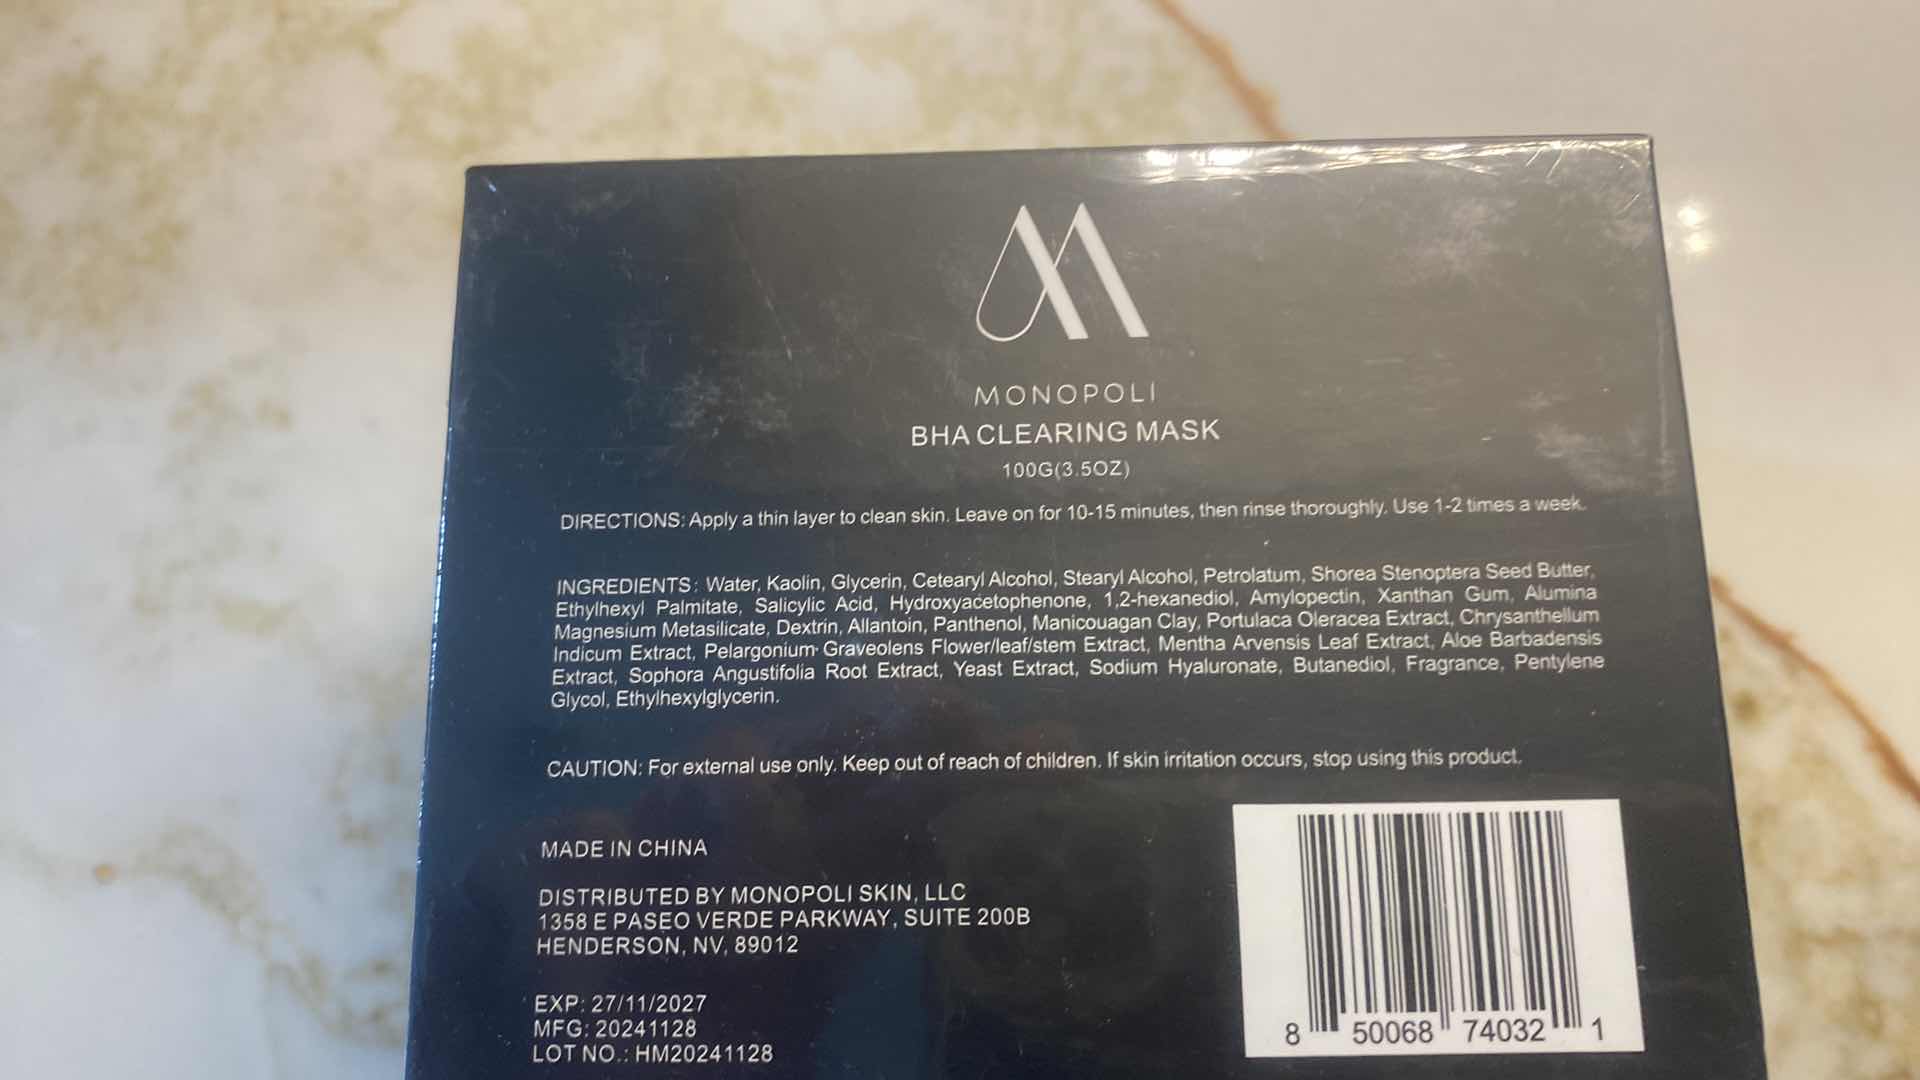 MONOPOLI
BHA CLEARING MASK
100G(3.5OZ)
DIRECTIONS: Apply a thin layer to clean skin. Leave on for 10-15 minutes, then rinse thoroughly. Use 1-2 times a week.
INGREDIENTS: Water, Kaolin, Glycerin, Cetearyl Alcohol, Stearyl Alcohol, Petrolatum, Shorea Stenoptera Seed Butter,
Ethylhexyl Palmitate, Salicylic Acid, Hydroxyacetophenone, 1,2-hexanediol, Amylopectin, Xanthan Gum, Alumina
Magnesium Metasilicate, Dextrin, Allantoin, Panthenol, Manicouagan Clay, Portulaca Oleracea Extract, Chrysanthellum
Indicum Extract, Pelargonium Graveolens Flower/leaf/stem Extract, Mentha Arvensis Leaf Extract, Aloe Barbadensis
Extract, Sophora Angustifolia Root Extract, Yeast Extract, Sodium Hyaluronate, Butanediol, Fragrance, Pentylene
Glycol, Ethylhexylglycerin.
CAUTION: For external use only. Keep out of reach of children. If skin irritation occurs, stop using this product.
MADE IN CHINA
DISTRIBUTED BY MONOPOLI SKIN, LLC
1358 E PASEO VERDE PARKWAY, SUITE 200B
HENDERSON, NV, 89012
EXP: 27/11/2027
MFG: 20241128
LOT NO.: HM20241128
8 50068 74032 1